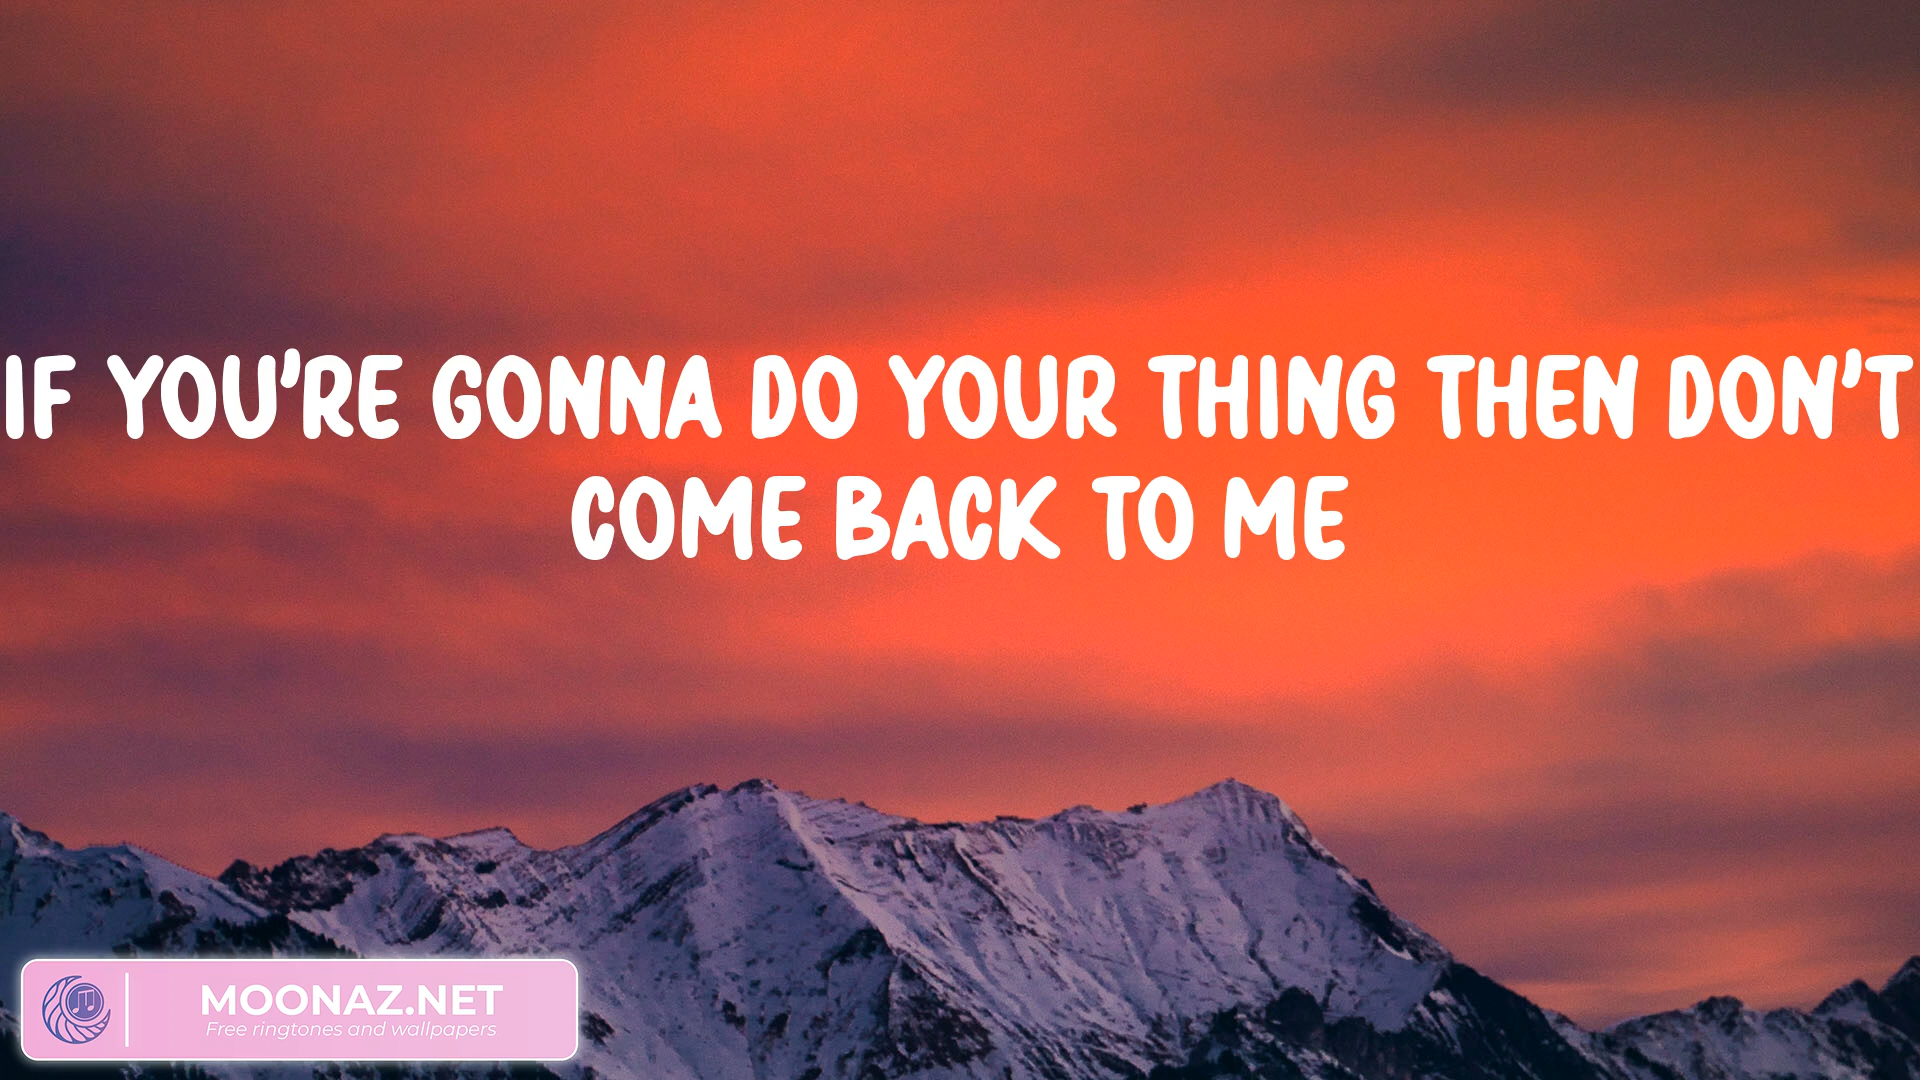 IF YOU'RE GONNA DO YOUR THING THEN DON'T
COME BACK TO ME
MOONAZ.NET
Free ringtones and wallpapers